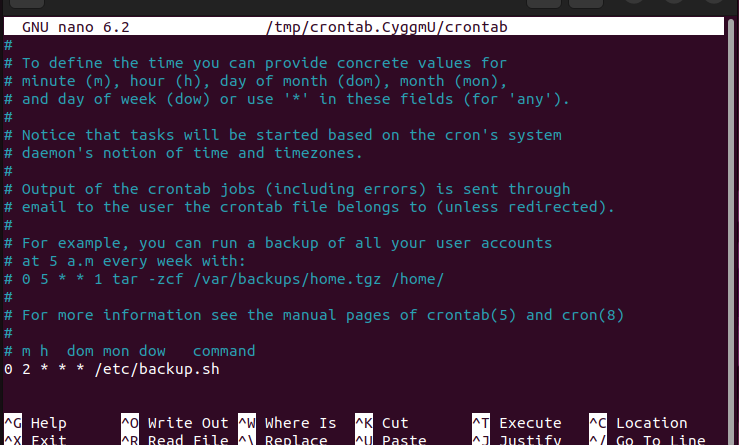 GNU nano 6.2 /tmp/crontab.CyggmU/crontab
#
# To define the time you can provide concrete values for
# minute (m), hour (h), day of month (dom), month (mon),
# and day of week (dow) or use '*' in these fields (for 'any').
#
# Notice that tasks will be started based on the cron's system
# daemon's notion of time and timezones.
#
# Output of the crontab jobs (including errors) is sent through
# email to the user the crontab file belongs to (unless redirected).
#
# For example, you can run a backup of all your user accounts
# at 5 a.m every week with:
# 0 5 * * 1 tar -zcf /var/backups/home.tgz /home/
#
# For more information see the manual pages of crontab(5) and cron(8)
#
# m h  dom mon dow   command
0 2 * * * /etc/backup.sh
^G Help ^O Write Out ^W Where Is ^K Cut ^T Execute ^C Location
^X Exit ^R Read File ^\ Replace ^U Paste ^J Justify ^/ Go To Line